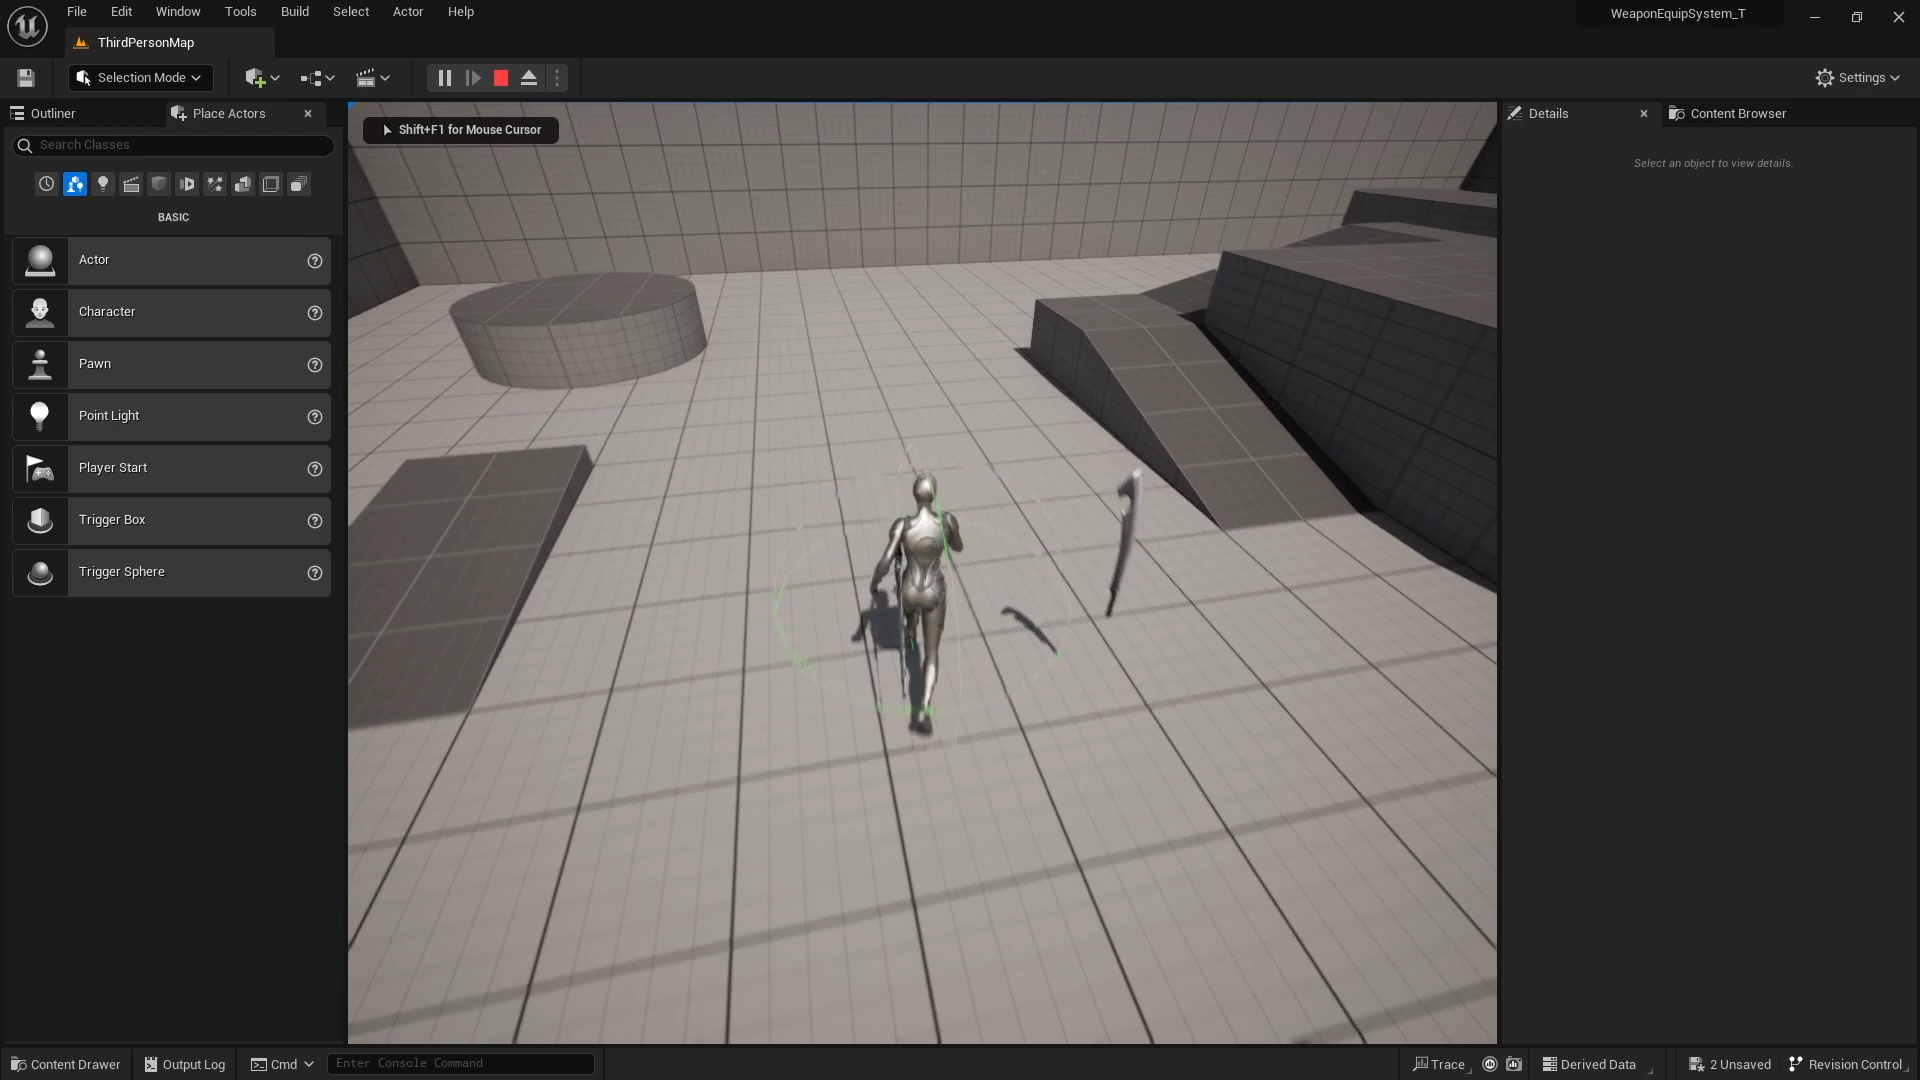 File Edit Window Tools Build Select Actor Help
WeaponEquipSystem_T
ThirdPersonMap
Selection Mode
Settings
Outliner
Place Actors
Shift+F1 for Mouse Cursor
Details
Content Browser
Search Classes
Select an object to view details.
BASIC
Actor
Character
Pawn
Point Light
Player Start
Trigger Box
Trigger Sphere
Content Drawer
Output Log
Cmd
Enter Console Command
Trace
Derived Data
2 Unsaved
Revision Control